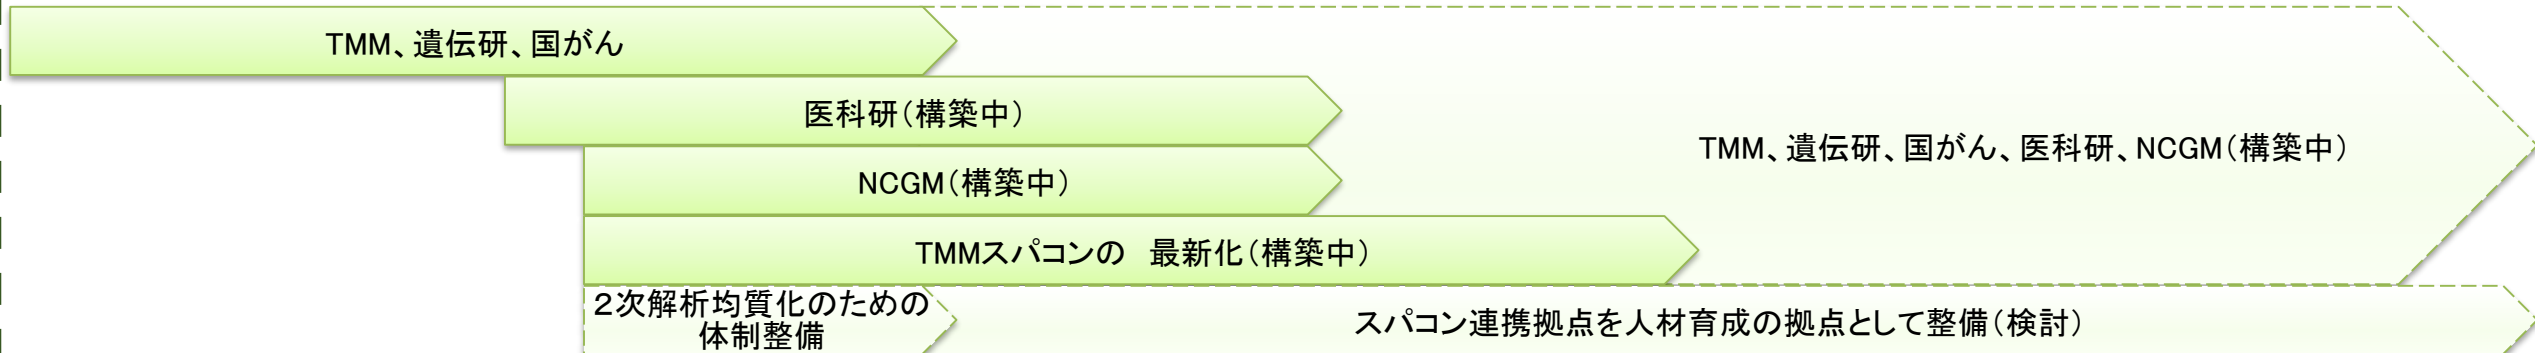 TMM、遺伝研、国がん
医科研（構築中）
TMM、遺伝研、国がん、医科研、NCGM（構築中）
NCGM（構築中）
TMMスパコンの　最新化（構築中）
２次解析均質化のための
体制整備
スパコン連携拠点を人材育成の拠点として整備（検討）